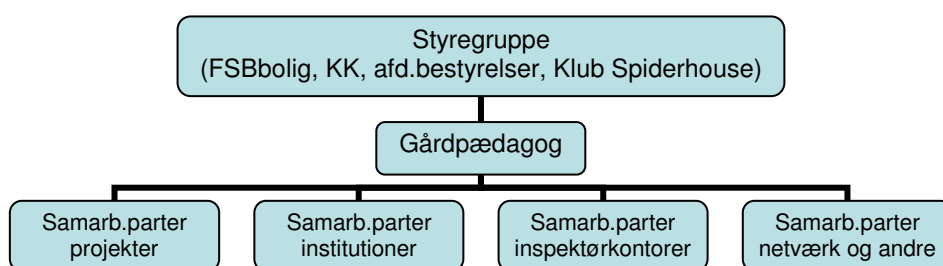 Styregruppe
(FSBbolig, KK, afd.bestyrelser, Klub Spiderhouse)
Gårdpædagog
Samarb.parter
projekter
Samarb.parter
institutioner
Samarb.parter
inspektørkontorer
Samarb.parter
netværk og andre